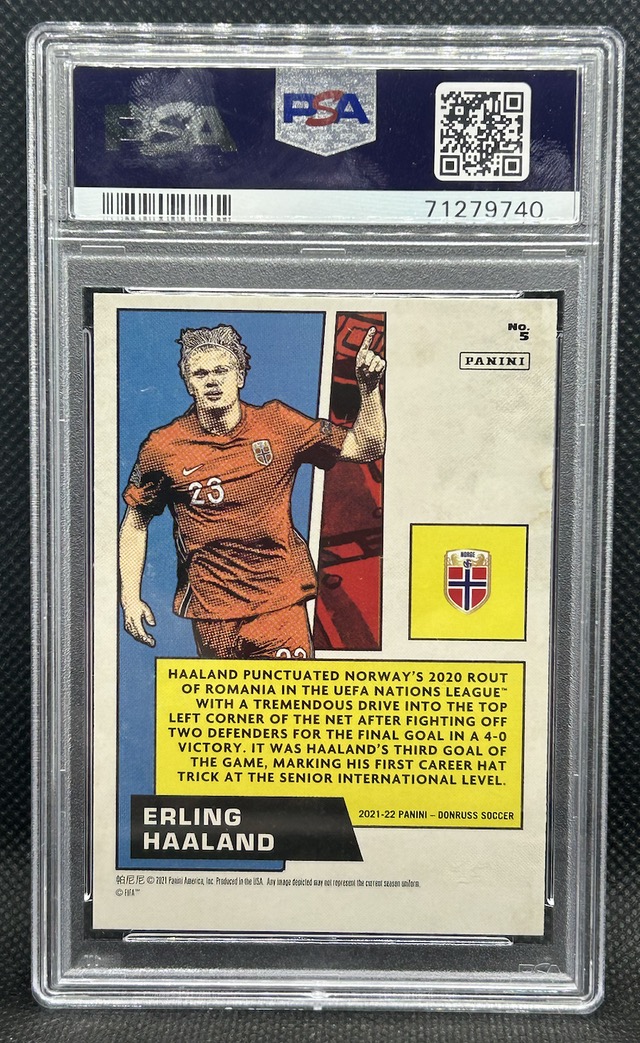 PSA
PSA
71279740
No.
5
PANINI
23
NORGE
23
HAALAND PUNCTUATED NORWAY'S 2020 ROUT
OF ROMANIA IN THE UEFA NATIONS LEAGUE™
WITH A TREMENDOUS DRIVE INTO THE TOP
LEFT CORNER OF THE NET AFTER FIGHTING OFF
TWO DEFENDERS FOR THE FINAL GOAL IN A 4-0
VICTORY. IT WAS HAALAND'S THIRD GOAL OF
THE GAME, MARKING HIS FIRST CAREER HAT
TRICK AT THE SENIOR INTERNATIONAL LEVEL.
2021-22 PANINI – DONRUSS SOCCER
ERLING
HAALAND
帕尼尼 © 2021 Panini America, Inc. Produced in the USA. Any image depicted may not represent the current season uniform.
© FIFA™
PSA